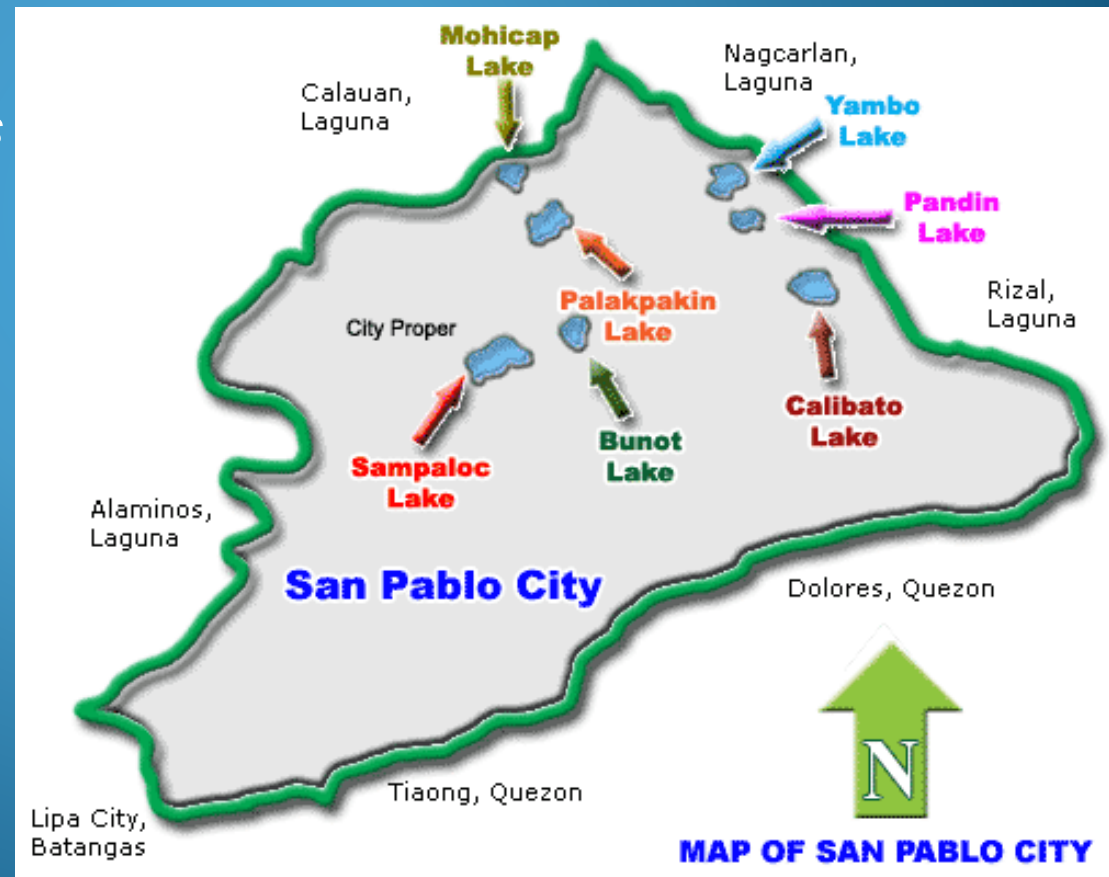 Mohicap
Lake
Nagcarlan,
Laguna
Calauan,
Laguna
Yambo
Lake
Pandin
Lake
Rizal,
Laguna
Palakpakin
Lake
City Proper
Calibato
Lake
Bunot
Lake
Sampaloc
Lake
Alaminos,
Laguna
San Pablo City
Dolores, Quezon
N
Tiaong, Quezon
Lipa City,
Batangas
MAP OF SAN PABLO CITY